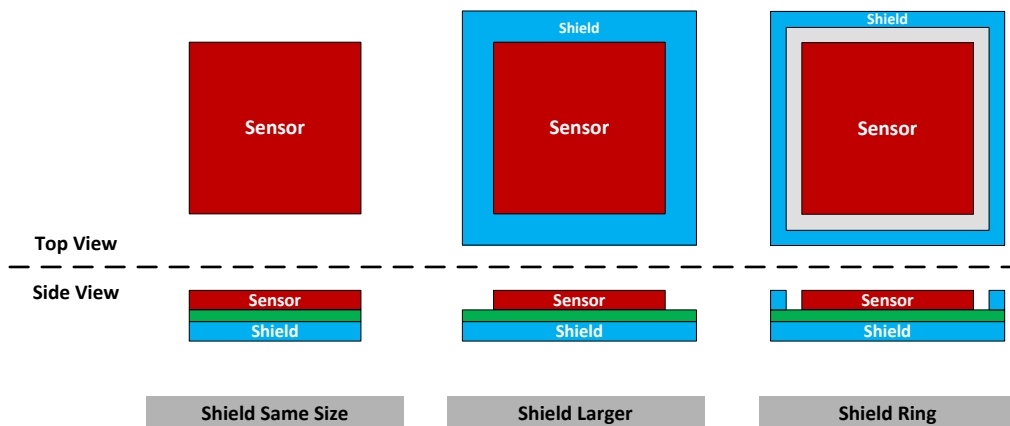 Shield
Shield
Sensor
Sensor
Sensor
Top View
Side View
Sensor
Sensor
Sensor
Shield
Shield
Shield
Shield Same Size
Shield Larger
Shield Ring